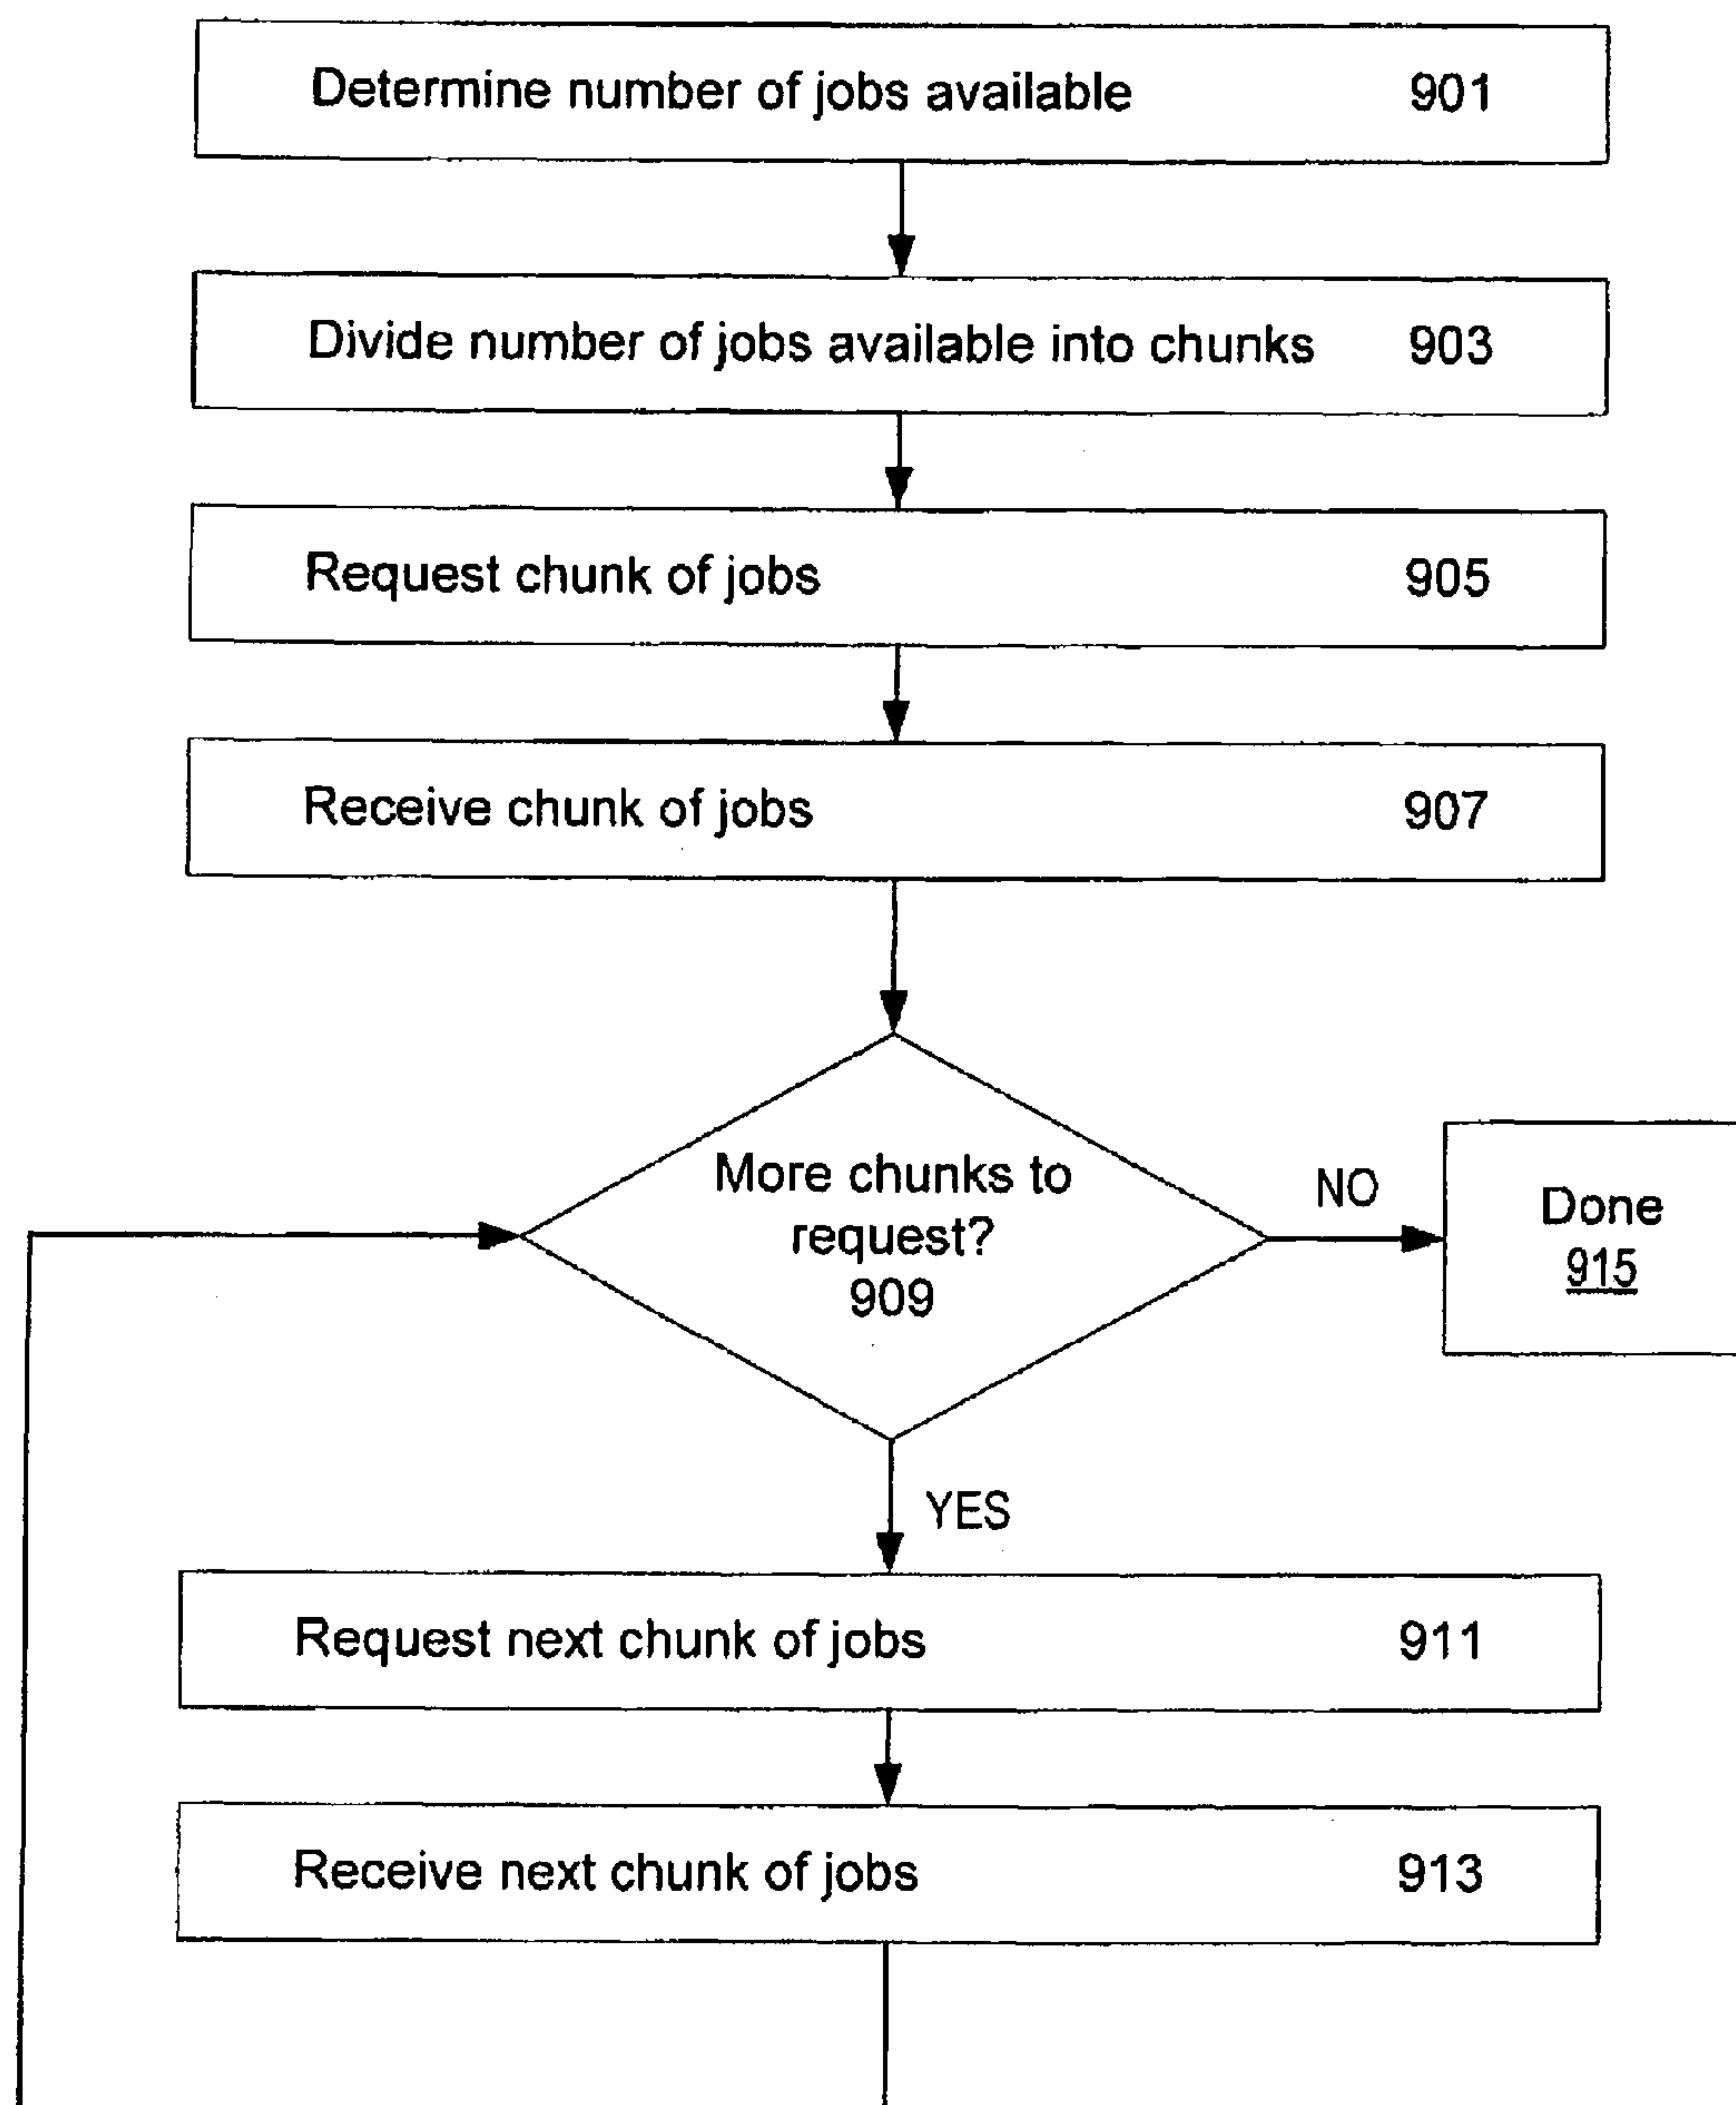 Determine number of jobs available 901
Divide number of jobs available into chunks 903
Request chunk of jobs 905
Receive chunk of jobs 907
More chunks to
request?
909
NO
Done
915
YES
Request next chunk of jobs 911
Receive next chunk of jobs 913